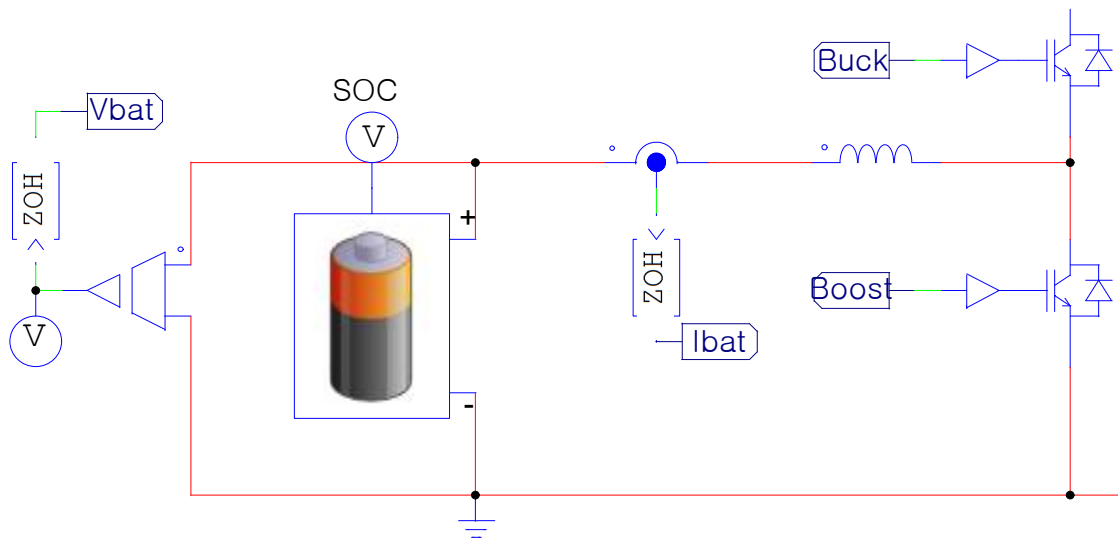 Buck
SOC
V
Vbat
ZOH
+
ZOH
Boost
V
Ibat
-